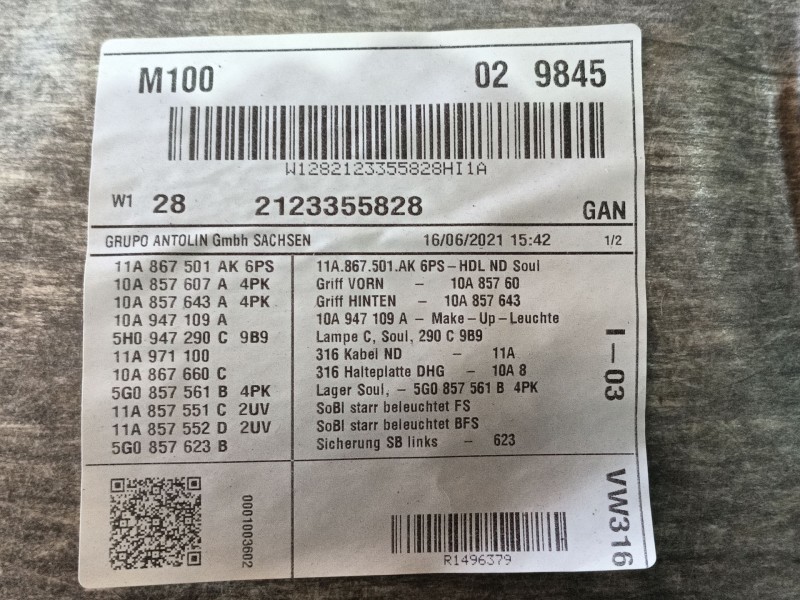 M100 02 9845
W1282123355828HI1A
W1 28 2123355828 GAN
GRUPO ANTOLIN Gmbh SACHSEN 16/06/2021 15:42 1/2
11A 867 501 AK 6PS
10A 857 607 A 4PK
10A 857 643 A 4PK
10A 947 109 A
5H0 947 290 C 9B9
11A 971 100
10A 867 660 C
5G0 857 561 B 4PK
11A 857 551 C 2UV
11A 857 552 D 2UV
5G0 857 623 B
11A.867.501.AK 6PS - HDL ND Soul
Griff VORN - 10A 857 60
Griff HINTEN - 10A 857 643
10A 947 109 A - Make - Up - Leuchte
Lampe C, Soul, 290 C 9B9
316 Kabel ND - 11A
316 Halteplatte DHG - 10A 8
Lager Soul, - 5G0 857 561 B 4PK
SoBl starr beleuchtet FS
SoBl starr beleuchtet BFS
Sicherung SB links - 623
I-03
VW316
0001003602
R1496379